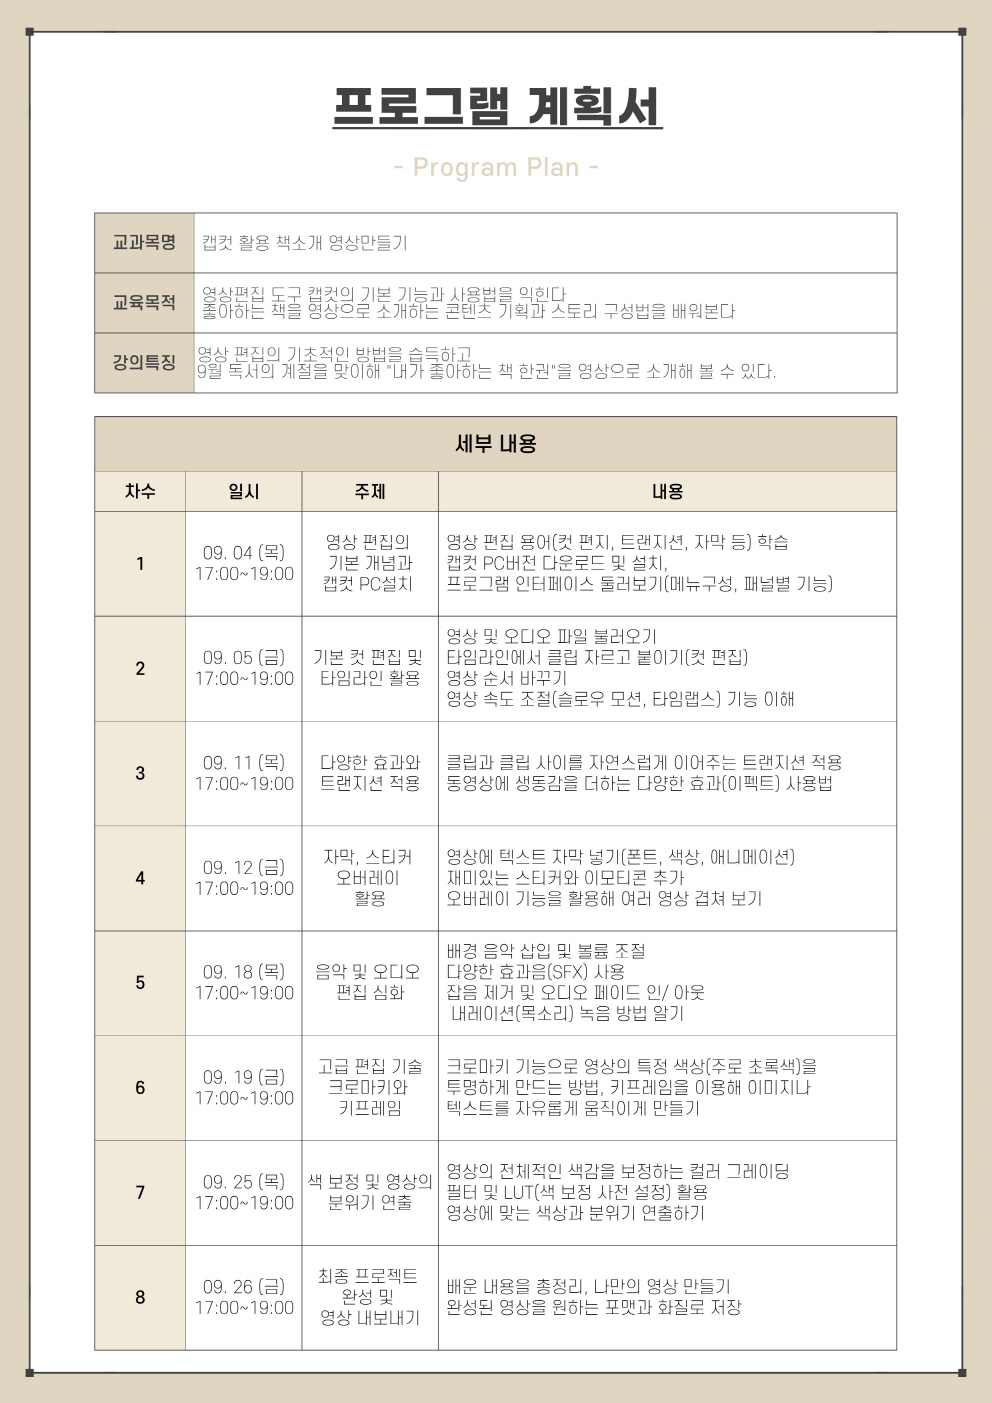 프로그램 계획서
- Program Plan -
교과목명
캡컷 활용 책소개 영상만들기
교육목적
영상편집 도구 캡컷의 기본 기능과 사용법을 익힌다
좋아하는 책을 영상으로 소개하는 콘텐츠 기획과 스토리 구성법을 배워본다
강의특징
영상 편집의 기초적인 방법을 습득하고
9월 독서의 계절을 맞이해 "내가 좋아하는 책 한권"을 영상으로 소개해 볼 수 있다.
세부 내용
차수 일시 주제 내용
1
09. 04 (목)
17:00~19:00
영상 편집의
기본 개념과
캡컷 PC설치
영상 편집 용어(컷 편지, 트랜지션, 자막 등) 학습
캡컷 PC버전 다운로드 및 설치,
프로그램 인터페이스 둘러보기(메뉴구성, 패널별 기능)
2
09. 05 (금)
17:00~19:00
기본 컷 편집 및
타임라인 활용
영상 및 오디오 파일 불러오기
타임라인에서 클립 자르고 붙이기(컷 편집)
영상 순서 바꾸기
영상 속도 조절(슬로우 모션, 타임랩스) 기능 이해
3
09. 11 (목)
17:00~19:00
다양한 효과와
트랜지션 적용
클립과 클립 사이를 자연스럽게 이어주는 트랜지션 적용
동영상에 생동감을 더하는 다양한 효과(이펙트) 사용법
4
09. 12 (금)
17:00~19:00
자막, 스티커
오버레이
활용
영상에 텍스트 자막 넣기(폰트, 색상, 애니메이션)
재미있는 스티커와 이모티콘 추가
오버레이 기능을 활용해 여러 영상 겹쳐 보기
5
09. 18 (목)
17:00~19:00
음악 및 오디오
편집 심화
배경 음악 삽입 및 볼륨 조절
다양한 효과음(SFX) 사용
잡음 제거 및 오디오 페이드 인/ 아웃
내레이션(목소리) 녹음 방법 알기
6
09. 19 (금)
17:00~19:00
고급 편집 기술
크로마키와
키프레임
크로마키 기능으로 영상의 특정 색상(주로 초록색)을
투명하게 만드는 방법, 키프레임을 이용해 이미지나
텍스트를 자유롭게 움직이게 만들기
7
09. 25 (목)
17:00~19:00
색 보정 및 영상의
분위기 연출
영상의 전체적인 색감을 보정하는 컬러 그레이딩
필터 및 LUT(색 보정 사전 설정) 활용
영상에 맞는 색상과 분위기 연출하기
8
09. 26 (금)
17:00~19:00
최종 프로젝트
완성 및
영상 내보내기
배운 내용을 총정리, 나만의 영상 만들기
완성된 영상을 원하는 포맷과 화질로 저장